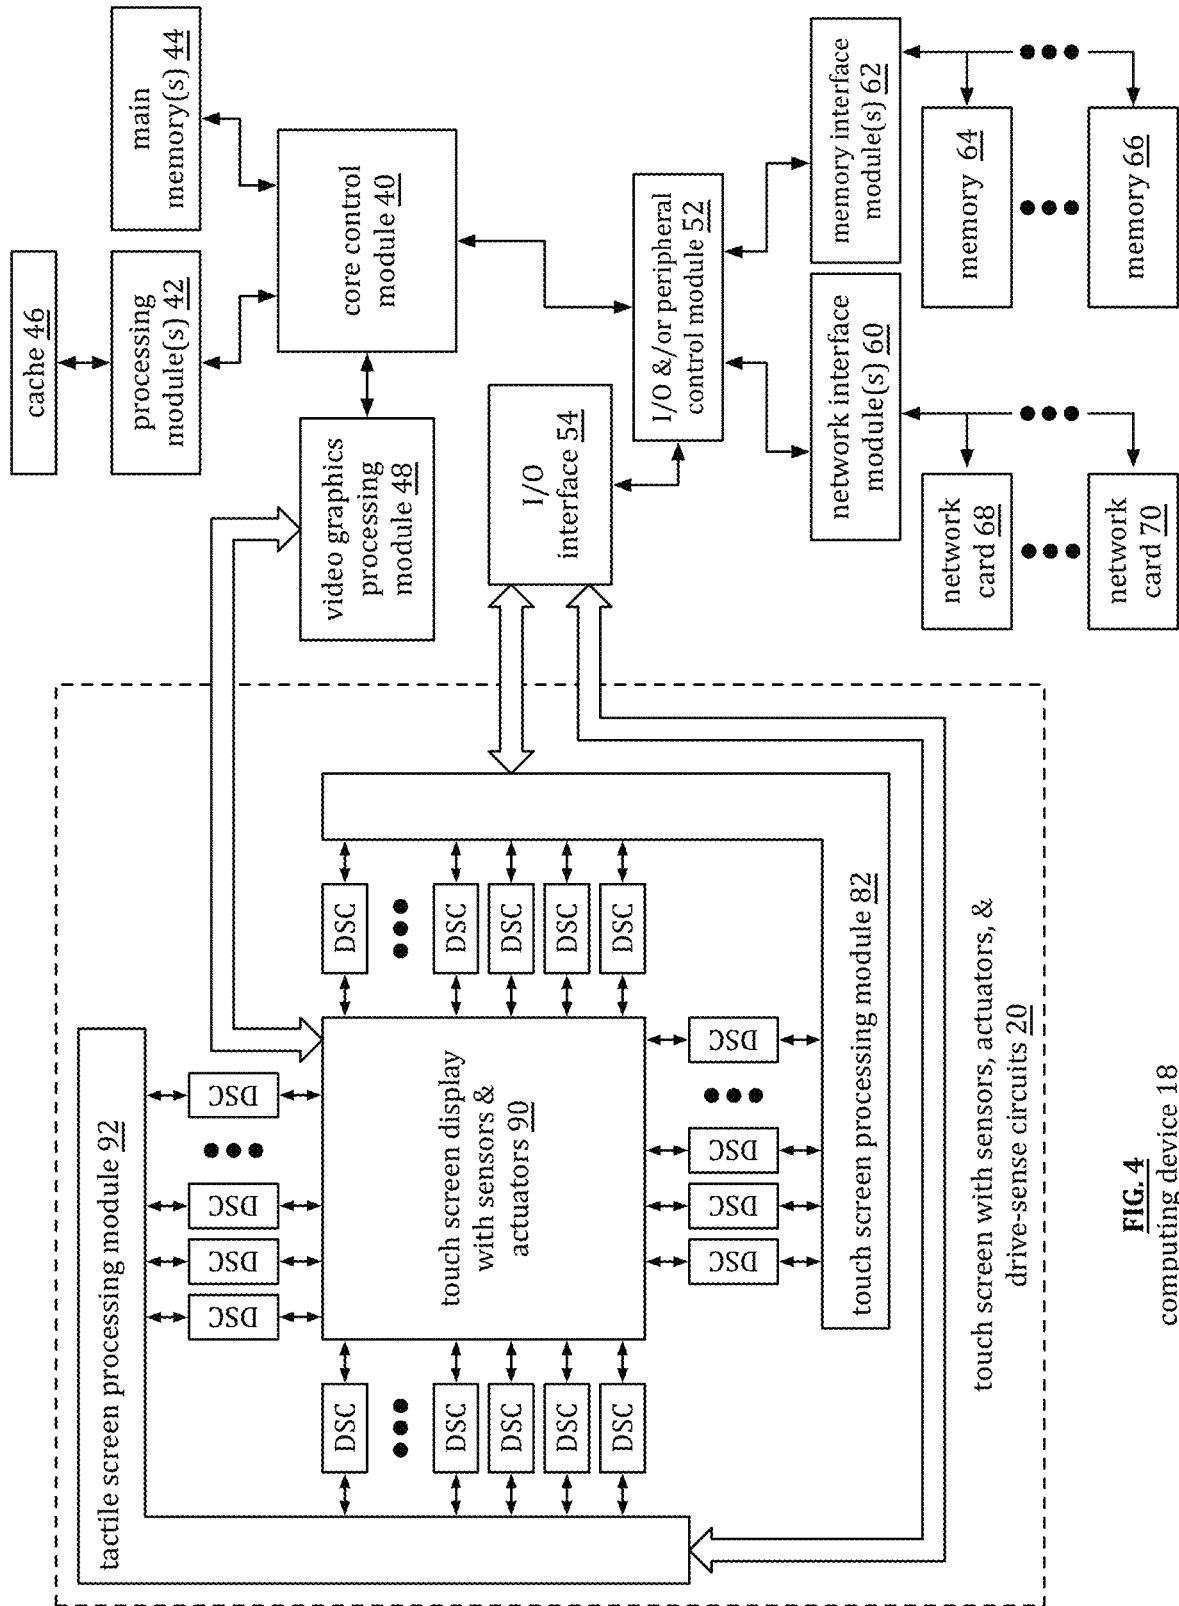 tactile screen processing module 92
DSC
DSC
DSC
DSC
DSC
DSC
DSC
DSC
DSC
touch screen display
with sensors &
actuators 90
DSC
DSC
DSC
DSC
DSC
DSC
DSC
DSC
DSC
touch screen processing module 82
touch screen with sensors, actuators, &
drive-sense circuits 20
cache 46
processing
module(s) 42
main
memory(s) 44
core control
module 40
video graphics
processing
module 48
I/O
interface 54
I/O &/or peripheral
control module 52
network interface
module(s) 60
memory interface
module(s) 62
network
card 68
network
card 70
memory 64
memory 66
FIG. 4
computing device 18